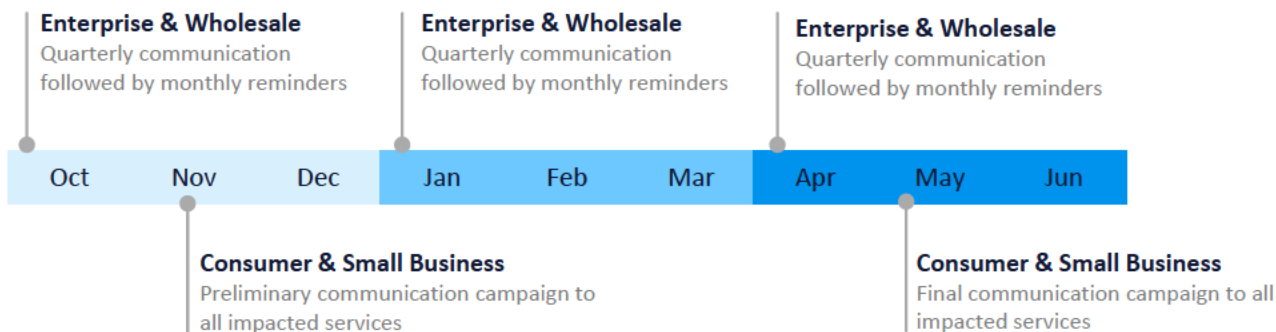 Enterprise & Wholesale
Quarterly communication
followed by monthly reminders
Enterprise & Wholesale
Quarterly communication
followed by monthly reminders
Enterprise & Wholesale
Quarterly communication
followed by monthly reminders
Oct Nov Dec Jan Feb Mar Apr May Jun
Consumer & Small Business
Preliminary communication campaign to
all impacted services
Consumer & Small Business
Final communication campaign to all
impacted services